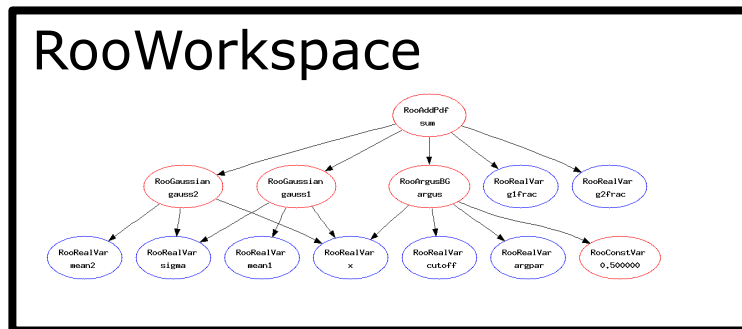 RooWorkspace
RooAddPdf
sum
RooGaussian
gauss2
RooGaussian
gauss1
RooArgusBG
argus
RooRealVar
g1frac
RooRealVar
g2frac
RooRealVar
mean2
RooRealVar
sigma
RooRealVar
mean1
RooRealVar
x
RooRealVar
cutoff
RooRealVar
argpar
RooConstVar
0.500000